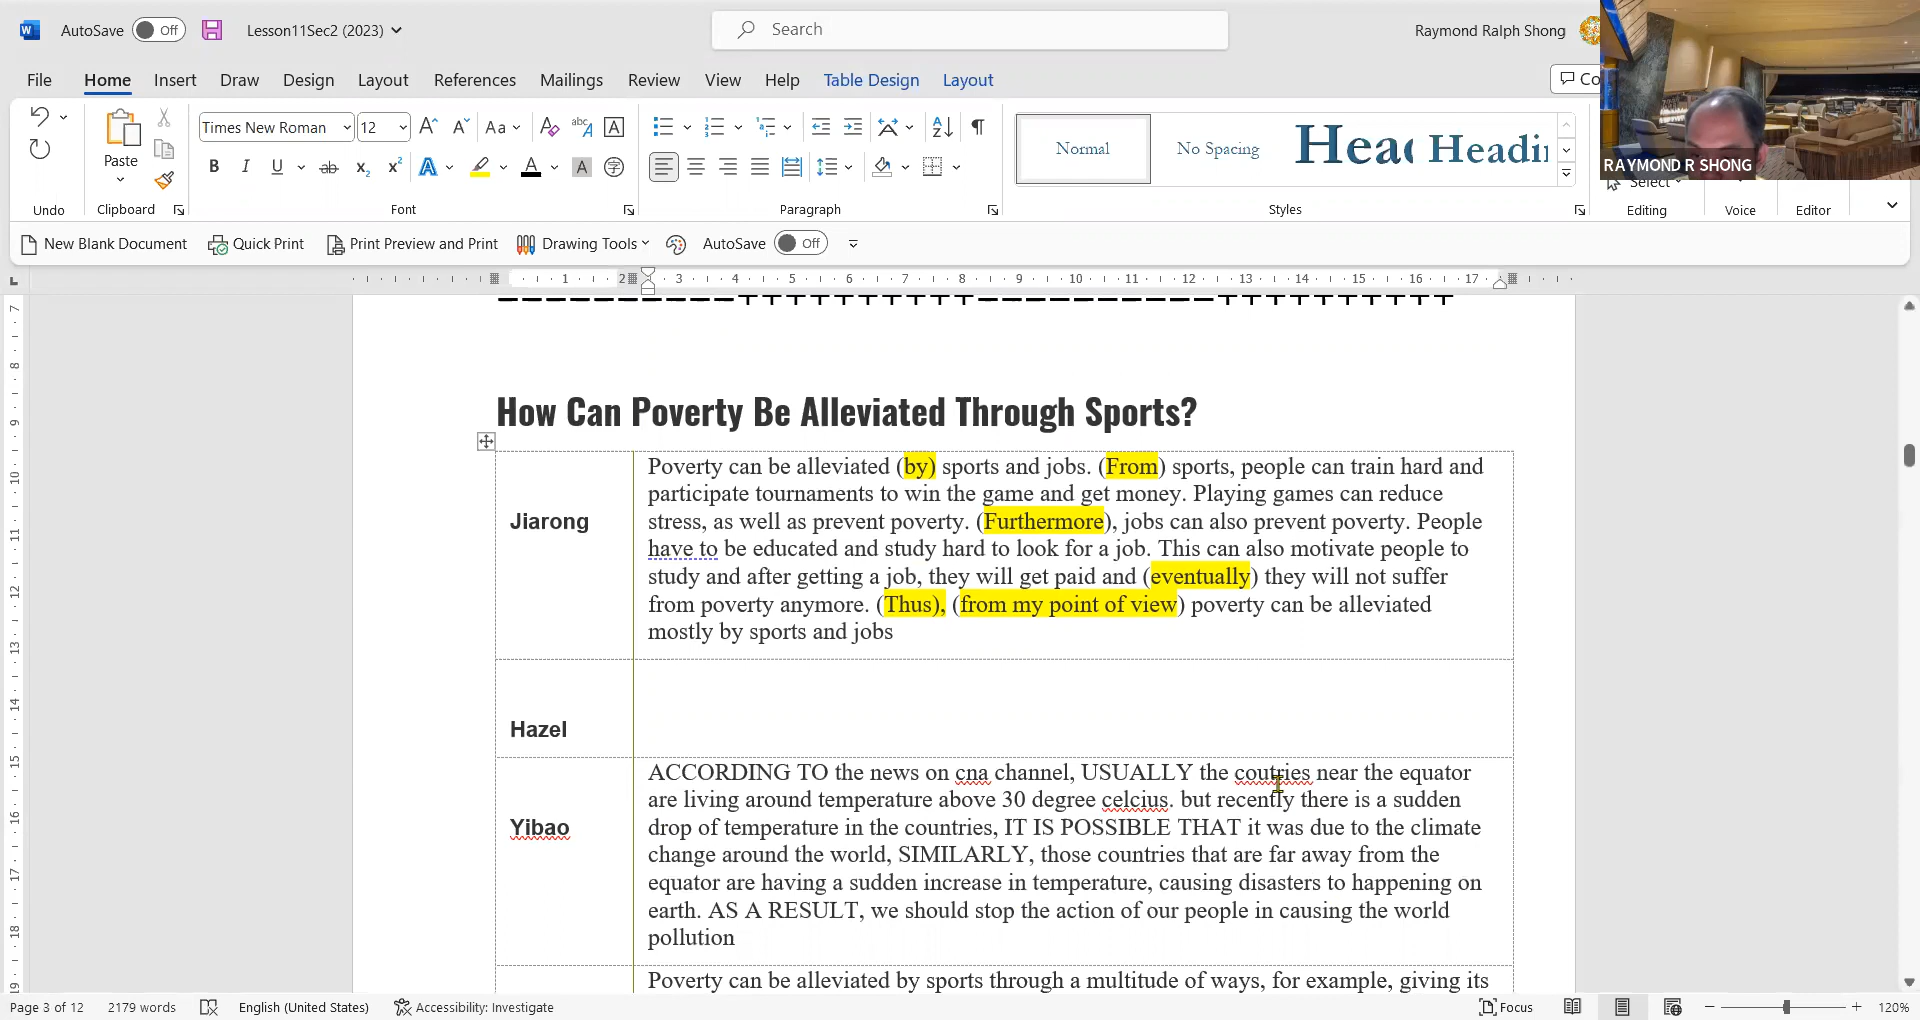 AutoSave Off Lesson11Sec2 (2023) Search Raymond Ralph Shong
File Home Insert Draw Design Layout References Mailings Review View Help Table Design Layout Co
RAYMOND R SHONG
Times New Roman 12 Normal No Spacing Head Headin
Paste
Select
Undo Clipboard Font Paragraph Styles Editing Voice Editor
New Blank Document Quick Print Print Preview and Print Drawing Tools AutoSave Off
How Can Poverty Be Alleviated Through Sports?
Jiarong
Poverty can be alleviated (by) sports and jobs. (From) sports, people can train hard and
participate tournaments to win the game and get money. Playing games can reduce
stress, as well as prevent poverty. (Furthermore), jobs can also prevent poverty. People
have to be educated and study hard to look for a job. This can also motivate people to
study and after getting a job, they will get paid and (eventually) they will not suffer
from poverty anymore. (Thus), (from my point of view) poverty can be alleviated
mostly by sports and jobs
Hazel
Yibao
ACCORDING TO the news on cna channel, USUALLY the coutries near the equator
are living around temperature above 30 degree celcius. but recently there is a sudden
drop of temperature in the countries, IT IS POSSIBLE THAT it was due to the climate
change around the world, SIMILARLY, those countries that are far away from the
equator are having a sudden increase in temperature, causing disasters to happening on
earth. AS A RESULT, we should stop the action of our people in causing the world
pollution
Poverty can be alleviated by sports through a multitude of ways, for example, giving its
Page 3 of 12 2179 words English (United States) Accessibility: Investigate Focus 120%